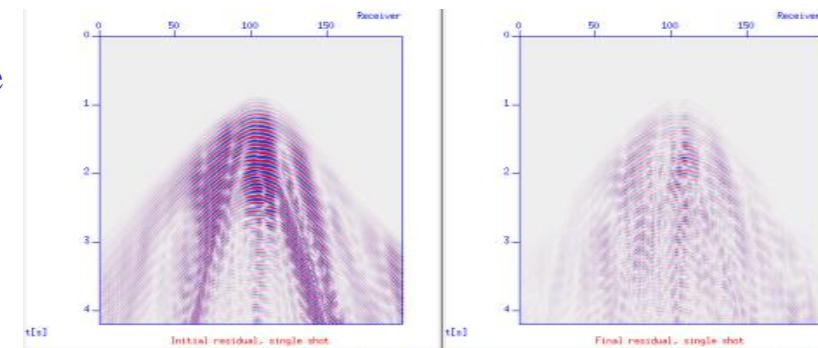 e
Receiver
0 50 100 150
0
1
2
3
4
t[s]
Initial residual, single shot
Receiver
0 50 100 150
0
1
2
3
4
t[s]
Final residual, single shot